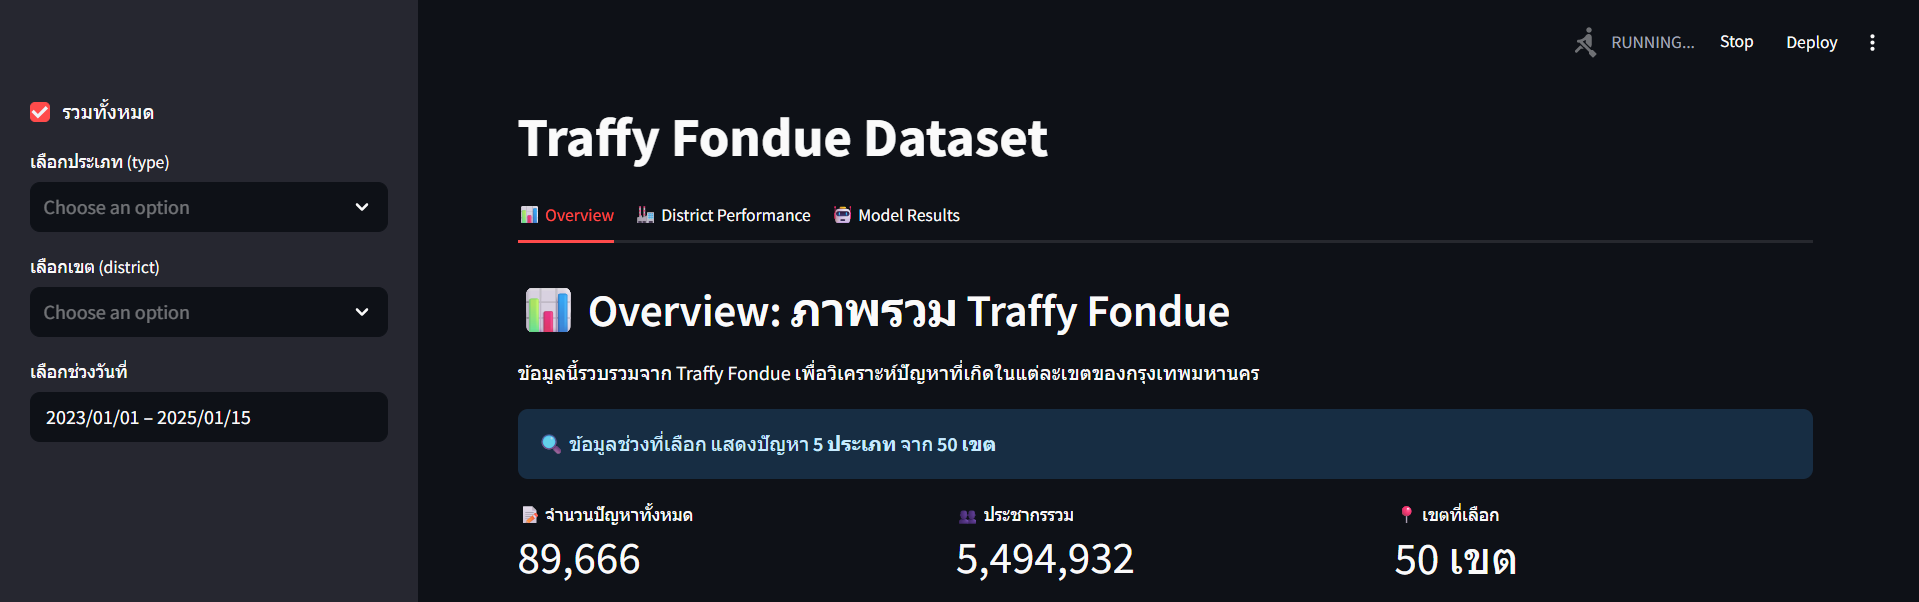 RUNNING... Stop Deploy
รวมทั้งหมด
เลือกประเภท (type)
Choose an option
เลือกเขต (district)
Choose an option
เลือกช่วงวันที่
2023/01/01 – 2025/01/15
Traffy Fondue Dataset
Overview District Performance Model Results
Overview: ภาพรวม Traffy Fondue
ข้อมูลนี้รวบรวมจาก Traffy Fondue เพื่อวิเคราะห์ปัญหาที่เกิดในแต่ละเขตของกรุงเทพมหานคร
ข้อมูลช่วงที่เลือก แสดงปัญหา 5 ประเภท จาก 50 เขต
จำนวนปัญหาทั้งหมด
89,666
ประชากรรวม
5,494,932
เขตที่เลือก
50 เขต